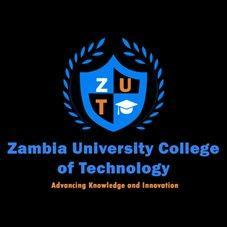 Z U
T
Zambia University College
of Technology
Advancing Knowledge and Innovation